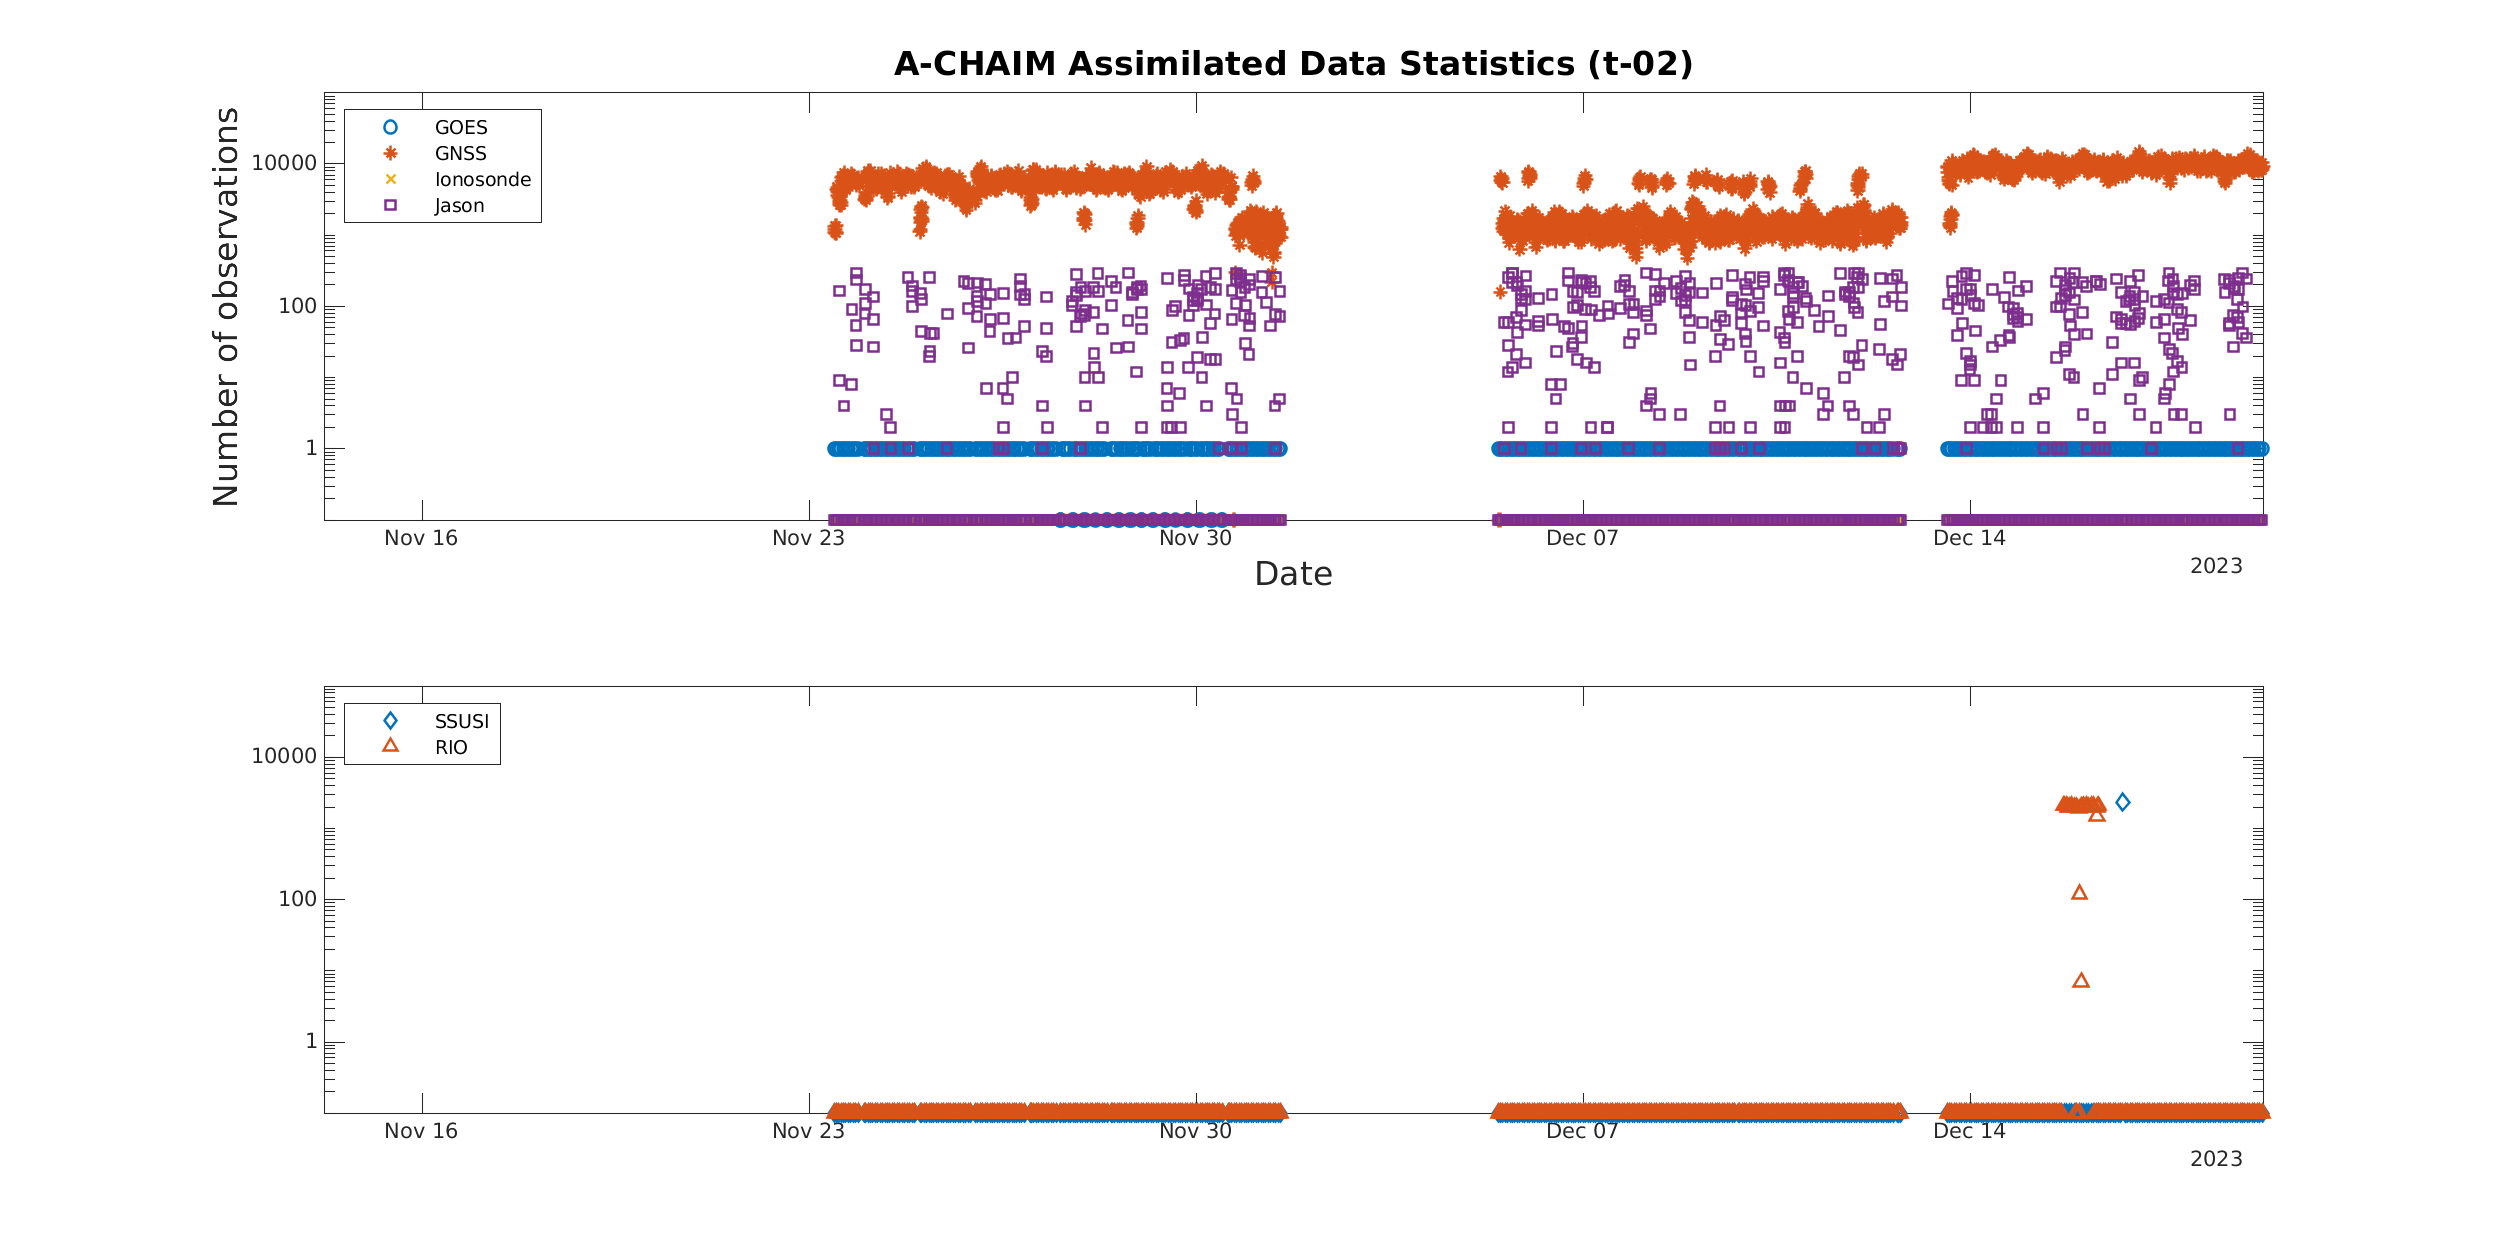 A-CHAIM Assimilated Data Statistics (t-02)
Number of observations
GOES
GNSS
Ionosonde
Jason
10000
100
1
Nov 16 Nov 23 Nov 30 Dec 07 Dec 14
2023
Date
SSUSI
RIO
10000
100
1
Nov 16 Nov 23 Nov 30 Dec 07 Dec 14
2023